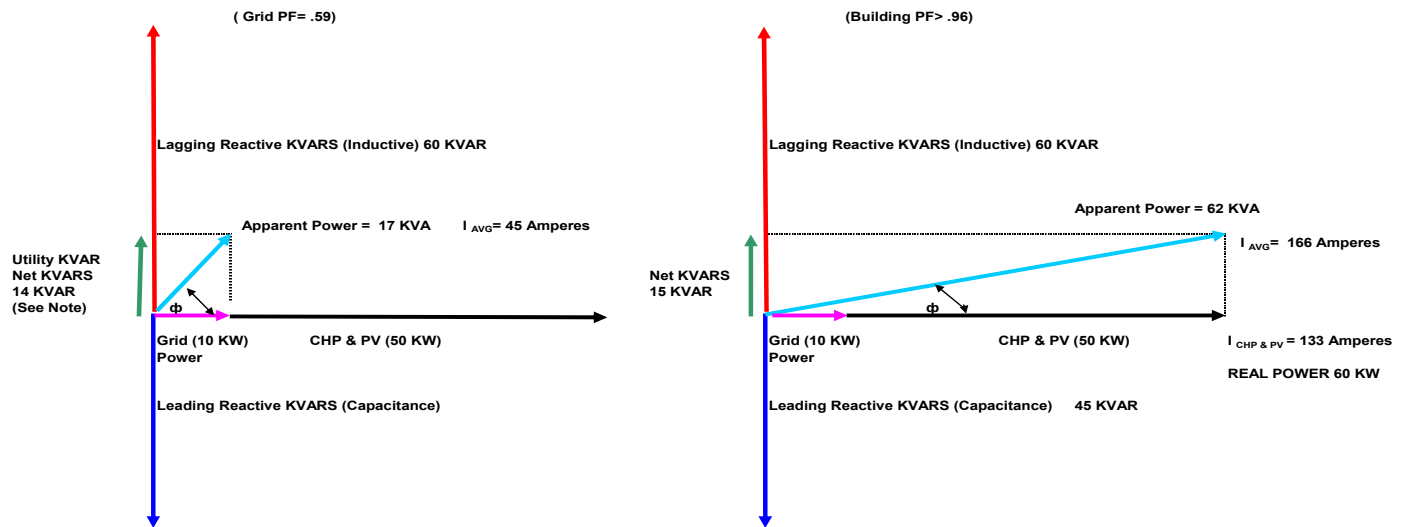 ( Grid PF= .59)
Lagging Reactive KVARS (Inductive) 60 KVAR
Apparent Power = 17 KVA I AVG= 45 Amperes
Utility KVAR
Net KVARS
14 KVAR
(See Note)
ф
Grid (10 KW)
Power
CHP & PV (50 KW)
Leading Reactive KVARS (Capacitance)
(Building PF> .96)
Lagging Reactive KVARS (Inductive) 60 KVAR
Apparent Power = 62 KVA
I AVG= 166 Amperes
Net KVARS
15 KVAR
ф
Grid (10 KW)
Power
CHP & PV (50 KW)
I CHP & PV = 133 Amperes
REAL POWER 60 KW
Leading Reactive KVARS (Capacitance) 45 KVAR